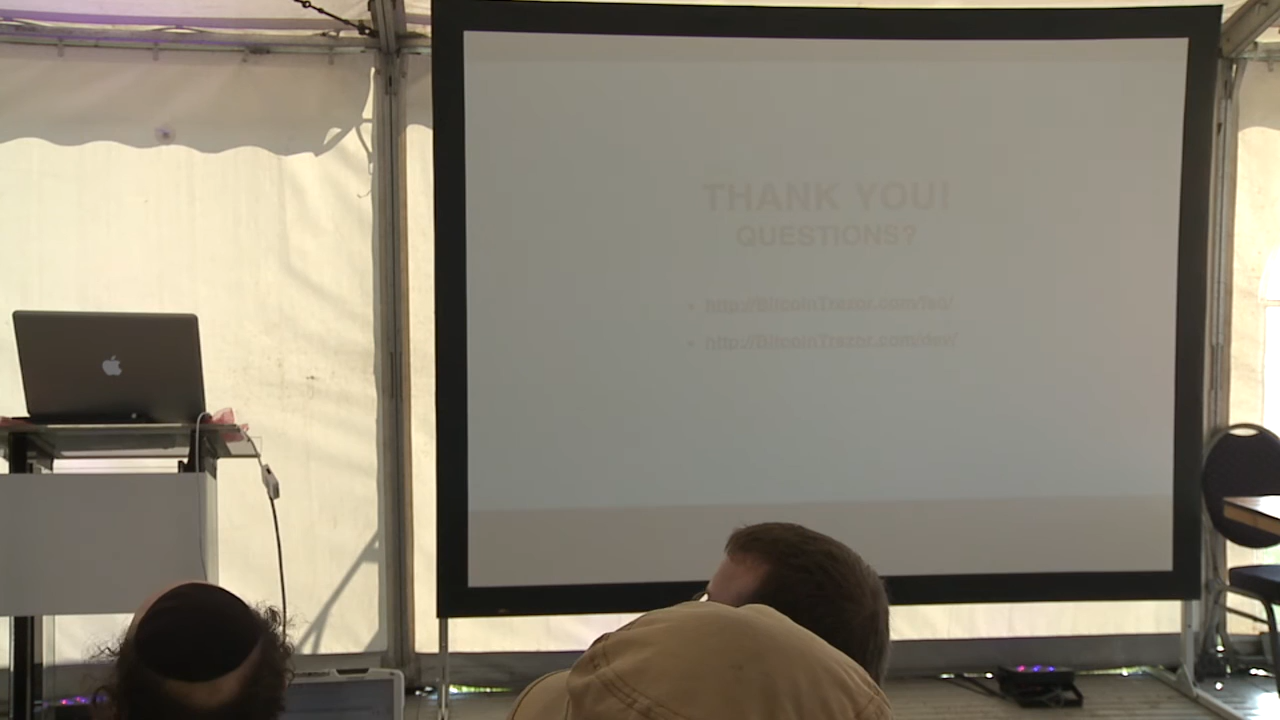 THANK YOU!
QUESTIONS?
• http://BitcoinTrezor.com/faq/
• http://BitcoinTrezor.com/dev/